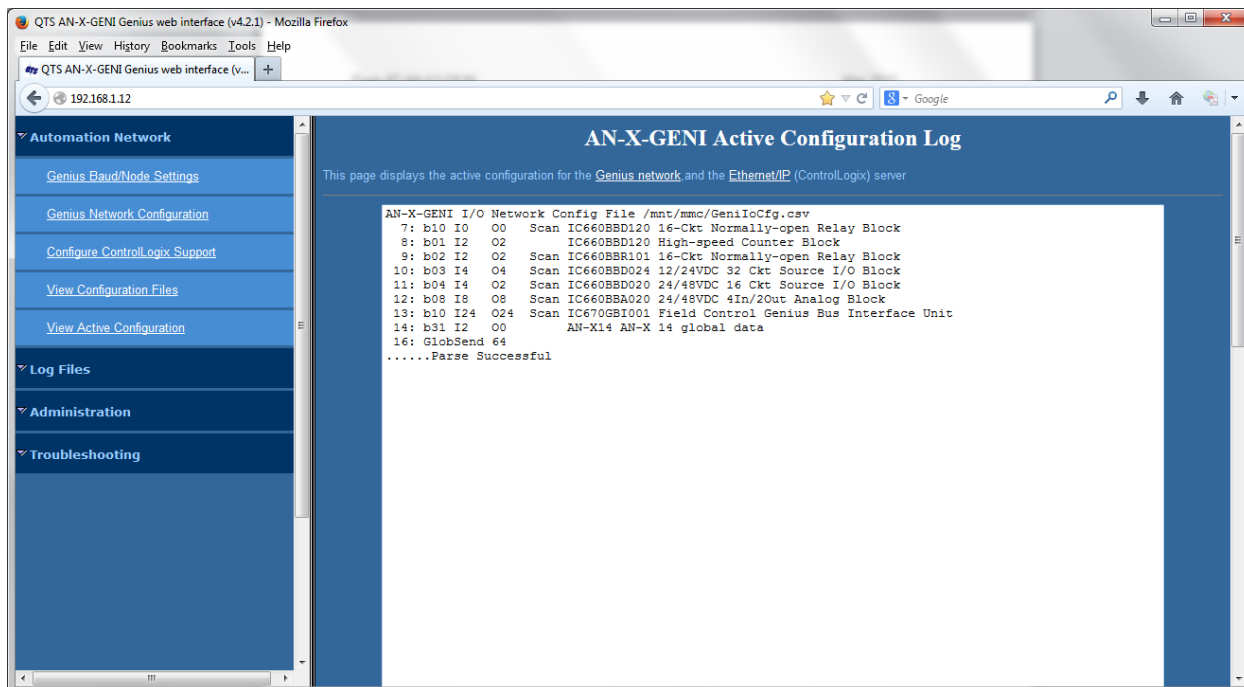 QTS AN-X-GENI Genius web interface (v4.2.1) - Mozilla Firefox
File Edit View History Bookmarks Tools Help
QTS AN-X-GENI Genius web interface (v... +
192.168.1.12
Google
Automation Network
Genius Baud/Node Settings
Genius Network Configuration
Configure ControlLogix Support
View Configuration Files
View Active Configuration
Log Files
Administration
Troubleshooting
AN-X-GENI Active Configuration Log
This page displays the active configuration for the Genius network,and the Ethernet/IP (ControlLogix) server
AN-X-GENI I/O Network Config File /mnt/mmc/GeniIoCfg.csv
7: b10 I0 O0 Scan IC660BBD120 16-Ckt Normally-open Relay Block
8: b01 I2 O2 IC660BBD120 High-speed Counter Block
9: b02 I2 O2 Scan IC660BBR101 16-Ckt Normally-open Relay Block
10: b03 I4 O4 Scan IC660BBD024 12/24VDC 32 Ckt Source I/O Block
11: b04 I4 O2 Scan IC660BBD020 24/48VDC 16 Ckt Source I/O Block
12: b08 I8 O8 Scan IC660BBA020 24/48VDC 4In/2Out Analog Block
13: b10 I24 O24 Scan IC670GBI001 Field Control Genius Bus Interface Unit
14: b31 I2 O0 AN-X14 AN-X 14 global data
16: GlobSend 64
......Parse Successful